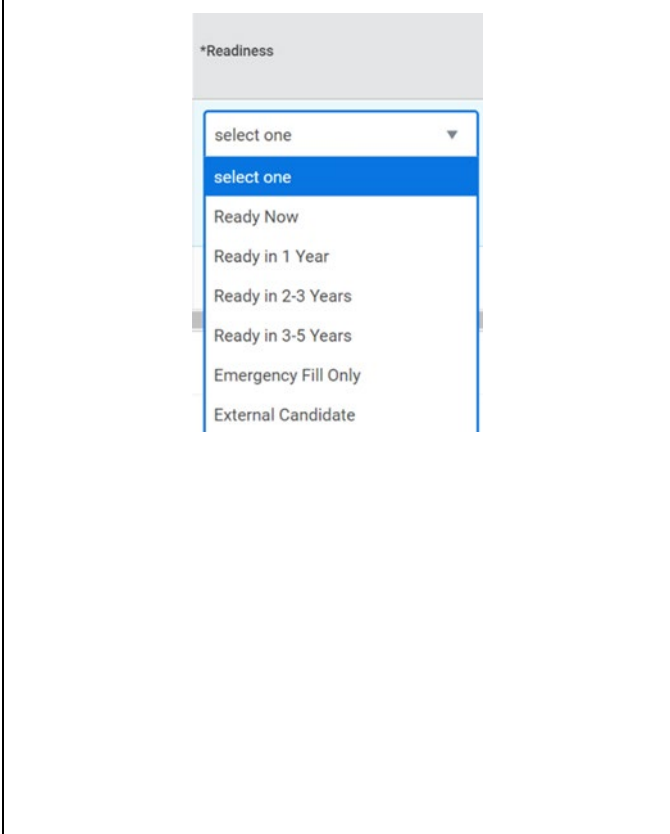 *Readiness
select one
select one
Ready Now
Ready in 1 Year
Ready in 2-3 Years
Ready in 3-5 Years
Emergency Fill Only
External Candidate